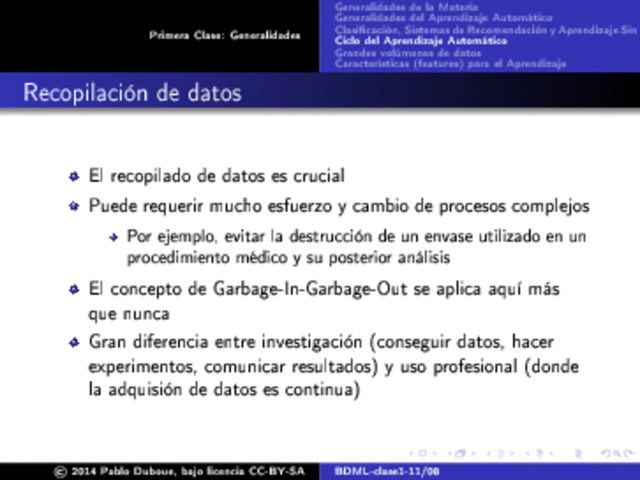 Primera Clase: Generalidades
Generalidades de la Materia
Generalidades del Aprendizaje Automático
Clasificación, Sistemas de Recomendación y Aprendizaje Sin
Ciclo del Aprendizaje Automático
Grandes volúmenes de datos
Características (features) para el Aprendizaje
Recopilación de datos
El recopilado de datos es crucial
Puede requerir mucho esfuerzo y cambio de procesos complejos
Por ejemplo, evitar la destrucción de un envase utilizado en un
procedimiento médico y su posterior análisis
El concepto de Garbage-In-Garbage-Out se aplica aquí más
que nunca
Gran diferencia entre investigación (conseguir datos, hacer
experimentos, comunicar resultados) y uso profesional (donde
la adquisión de datos es continua)
© 2014 Pablo Duboue, bajo licencia CC-BY-SA
BDML-clase1-11/08